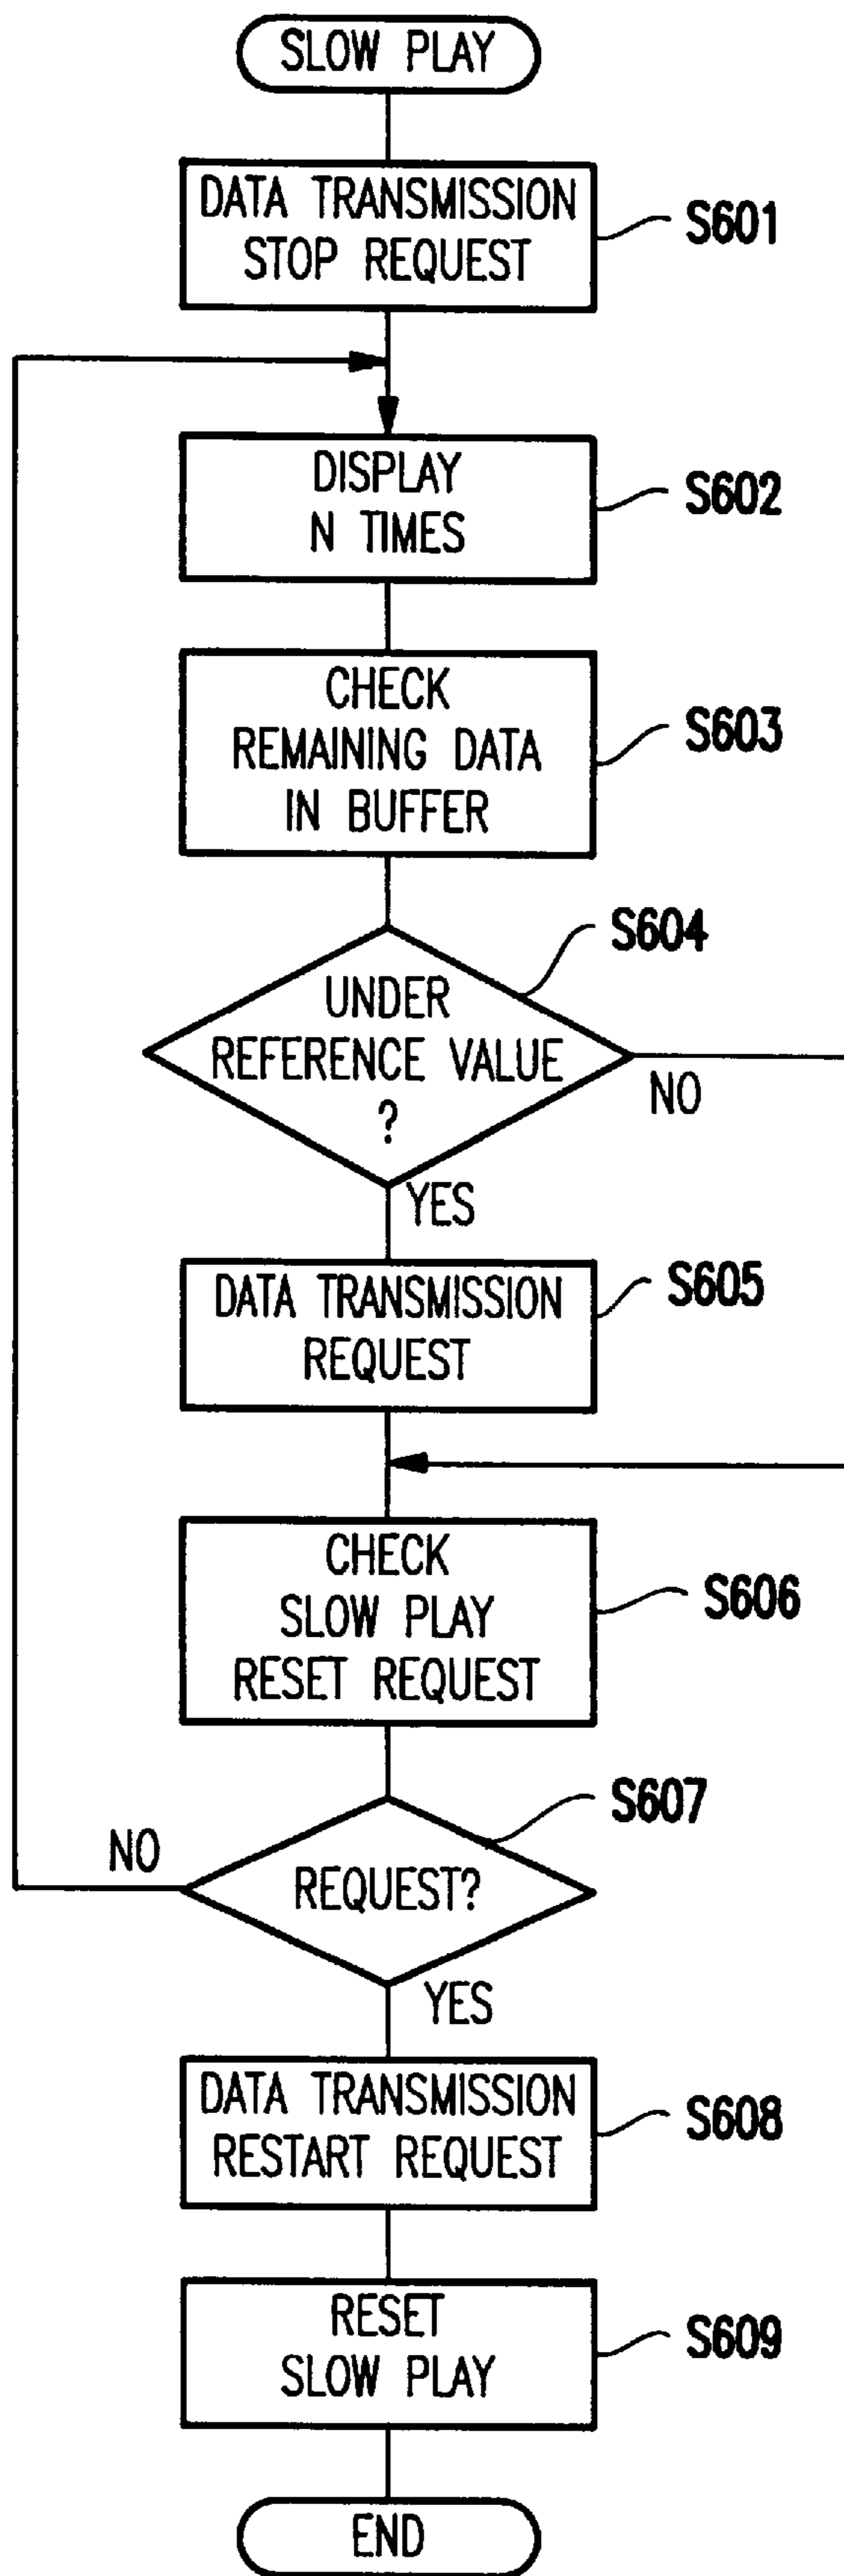 SLOW PLAY
DATA TRANSMISSION
STOP REQUEST
S601
DISPLAY
N TIMES
S602
CHECK
REMAINING DATA
IN BUFFER
S603
S604
UNDER
REFERENCE VALUE
?
NO
YES
DATA TRANSMISSION
REQUEST
S605
CHECK
SLOW PLAY
RESET REQUEST
S606
S607
NO
REQUEST?
YES
DATA TRANSMISSION
RESTART REQUEST
S608
RESET
SLOW PLAY
S609
END